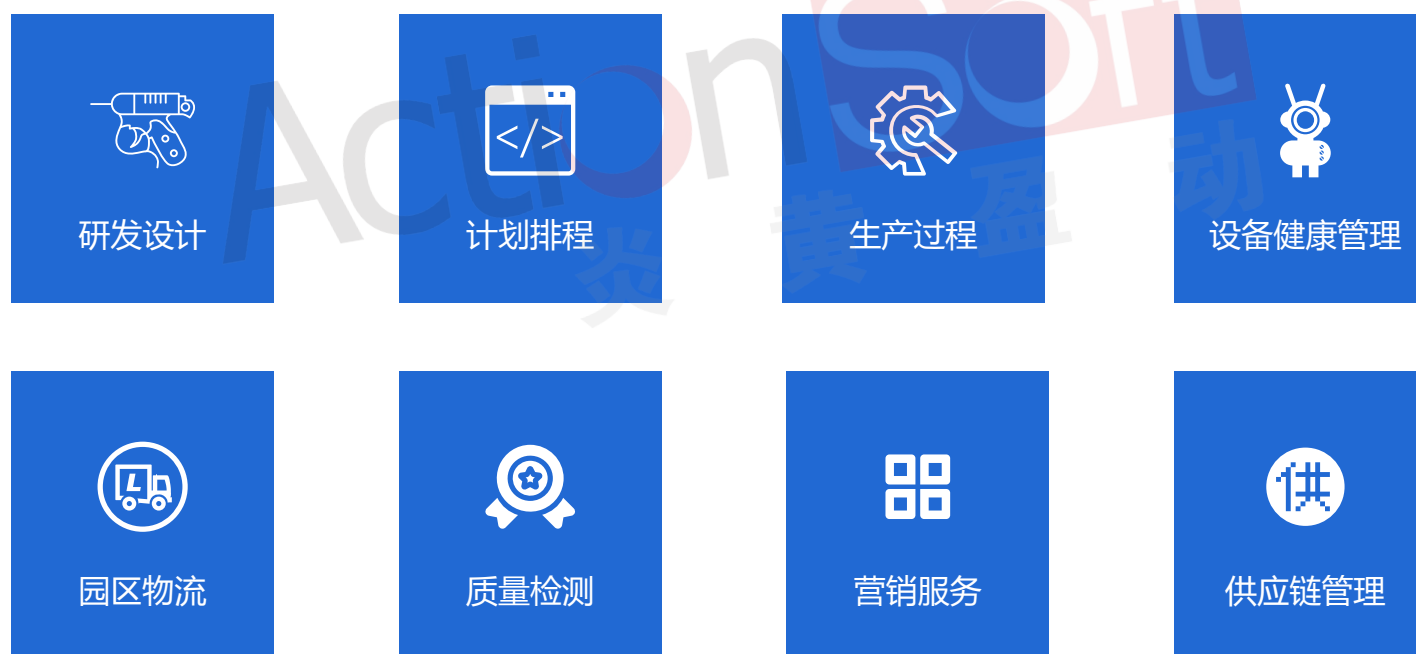 ActionSoft
炎黄盈动
研发设计
计划排程
</>
生产过程
设备健康管理
L
供
园区物流
质量检测
营销服务
供应链管理